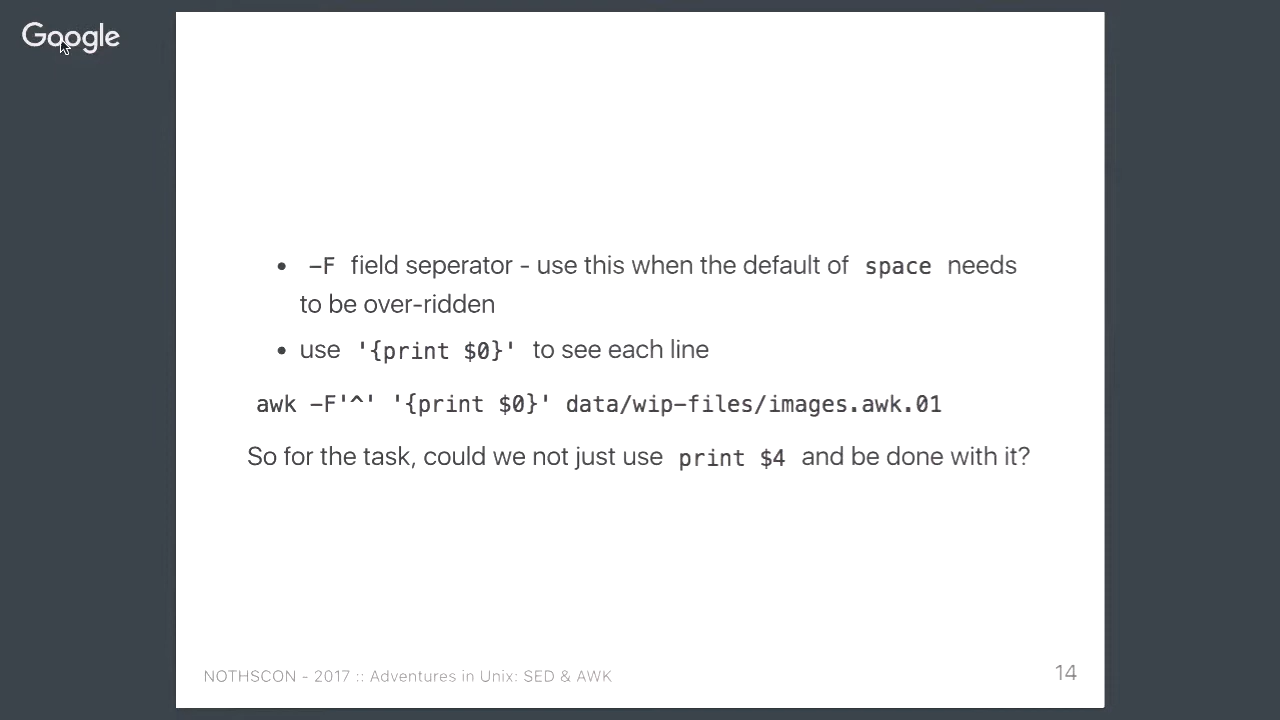 Google
• -F field seperator - use this when the default of space needs
to be over-ridden
• use '{print $0}' to see each line
awk -F'^' '{print $0}' data/wip-files/images.awk.01
So for the task, could we not just use print $4 and be done with it?
NOTHSCON - 2017 :: Adventures in Unix: SED & AWK
14